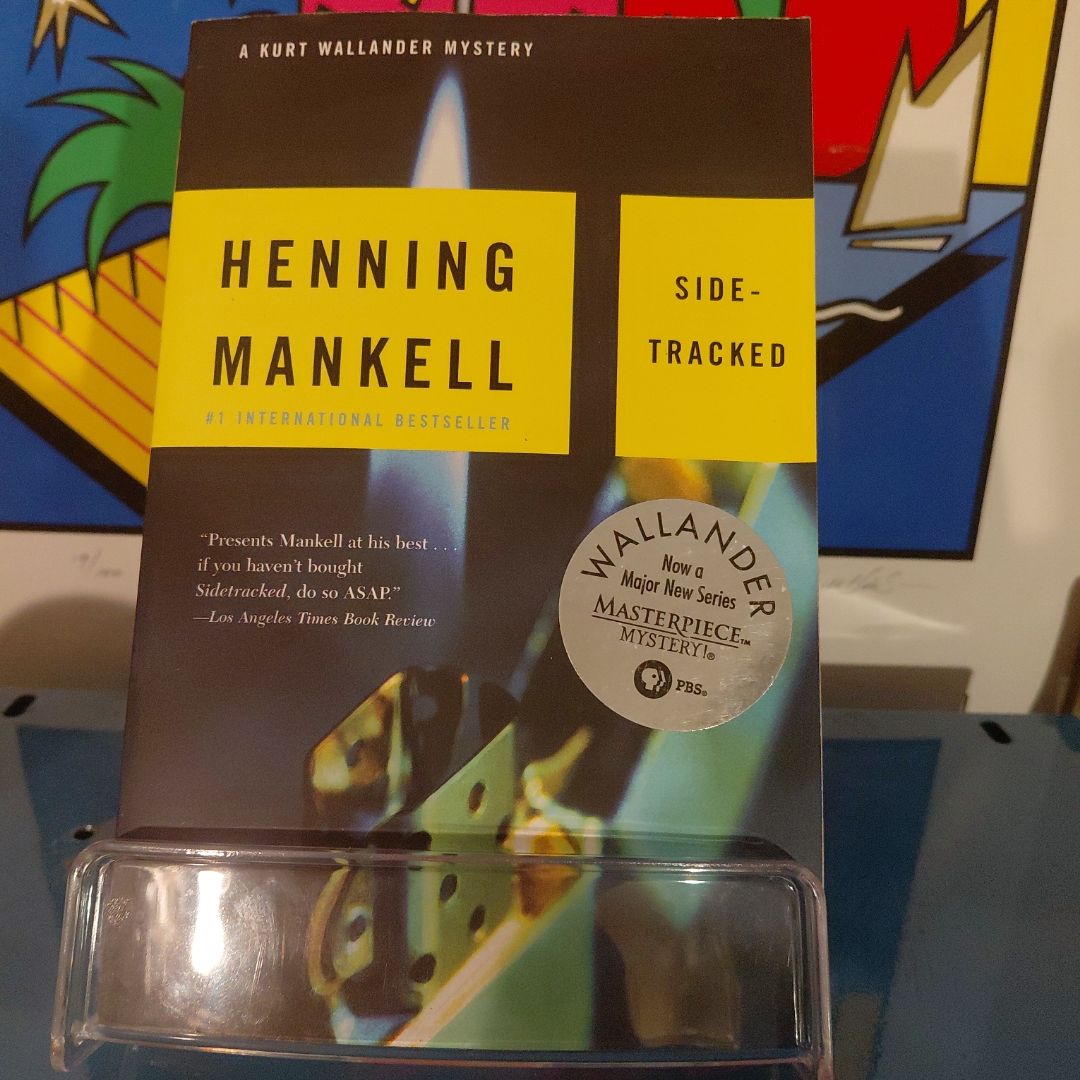 A KURT WALLANDER MYSTERY
HENNING
MANKELL
#1 INTERNATIONAL BESTSELLER
SIDE-
TRACKED
“Presents Mankell at his best . . .
if you haven’t bought
Sidetracked, do so ASAP.”
—Los Angeles Times Book Review
WALLANDER
Now a
Major New Series
MASTERPIECE™
MYSTERY!®
PBS®